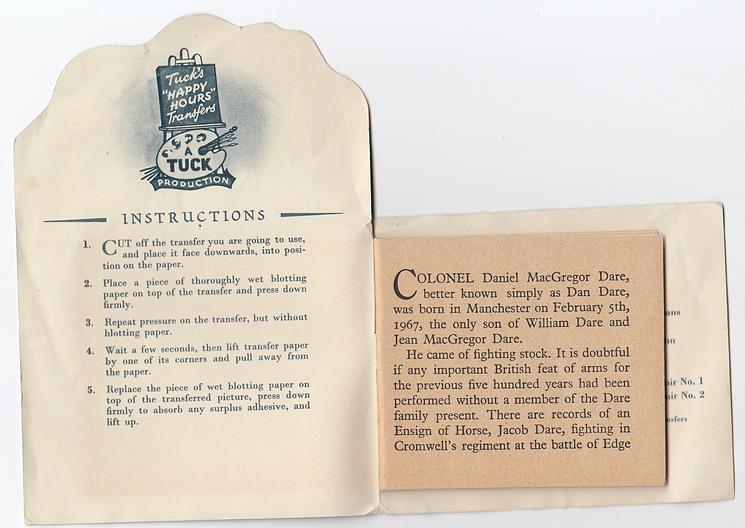 Tuck's
"HAPPY
HOURS"
Transfers
A
TUCK
PRODUCTION
INSTRUCTIONS
1. CUT off the transfer you are going to use,
and place it face downwards, into posi-
tion on the paper.
2. Place a piece of thoroughly wet blotting
paper on top of the transfer and press down
firmly.
3. Repeat pressure on the transfer, but without
blotting paper.
4. Wait a few seconds, then lift transfer paper
by one of its corners and pull away from
the paper.
5. Replace the piece of wet blotting paper on
top of the transferred picture, press down
firmly to absorb any surplus adhesive, and
lift up.
COLONEL Daniel MacGregor Dare,
better known simply as Dan Dare,
was born in Manchester on February 5th,
1967, the only son of William Dare and
Jean MacGregor Dare.
He came of fighting stock. It is doubtful
if any important British feat of arms for
the previous five hundred years had been
performed without a member of the Dare
family present. There are records of an
Ensign of Horse, Jacob Dare, fighting in
Cromwell's regiment at the battle of Edge
No. 1
No. 2